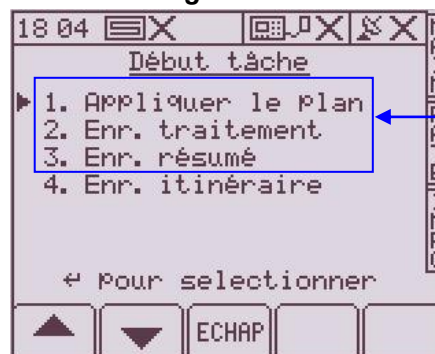 18 04
Début tâche
1. Appliquer le plan
2. Enr. traitement
3. Enr. résumé
4. Enr. itinéraire
↵ pour selectionner
ECHAP